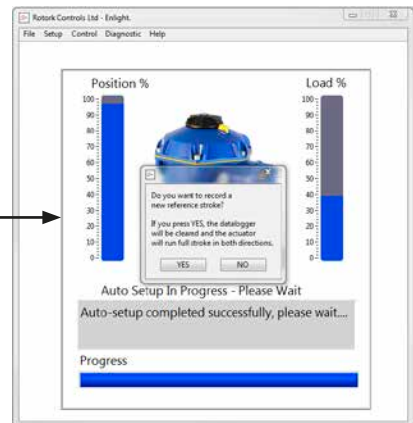 Rotork Controls Ltd - Enlight.
File Setup Control Diagnostic Help
Position % Load %
100 100
90 90
80 80
70 70
60 60
50 50
40 40
30 30
20 20
10 10
0 0
Do you want to record a
new reference stroke?
If you press YES, the datalogger
will be cleared and the actuator
will run full stroke in both directions.
YES NO
Auto Setup In Progress - Please Wait
Auto-setup completed successfully, please wait....
Progress